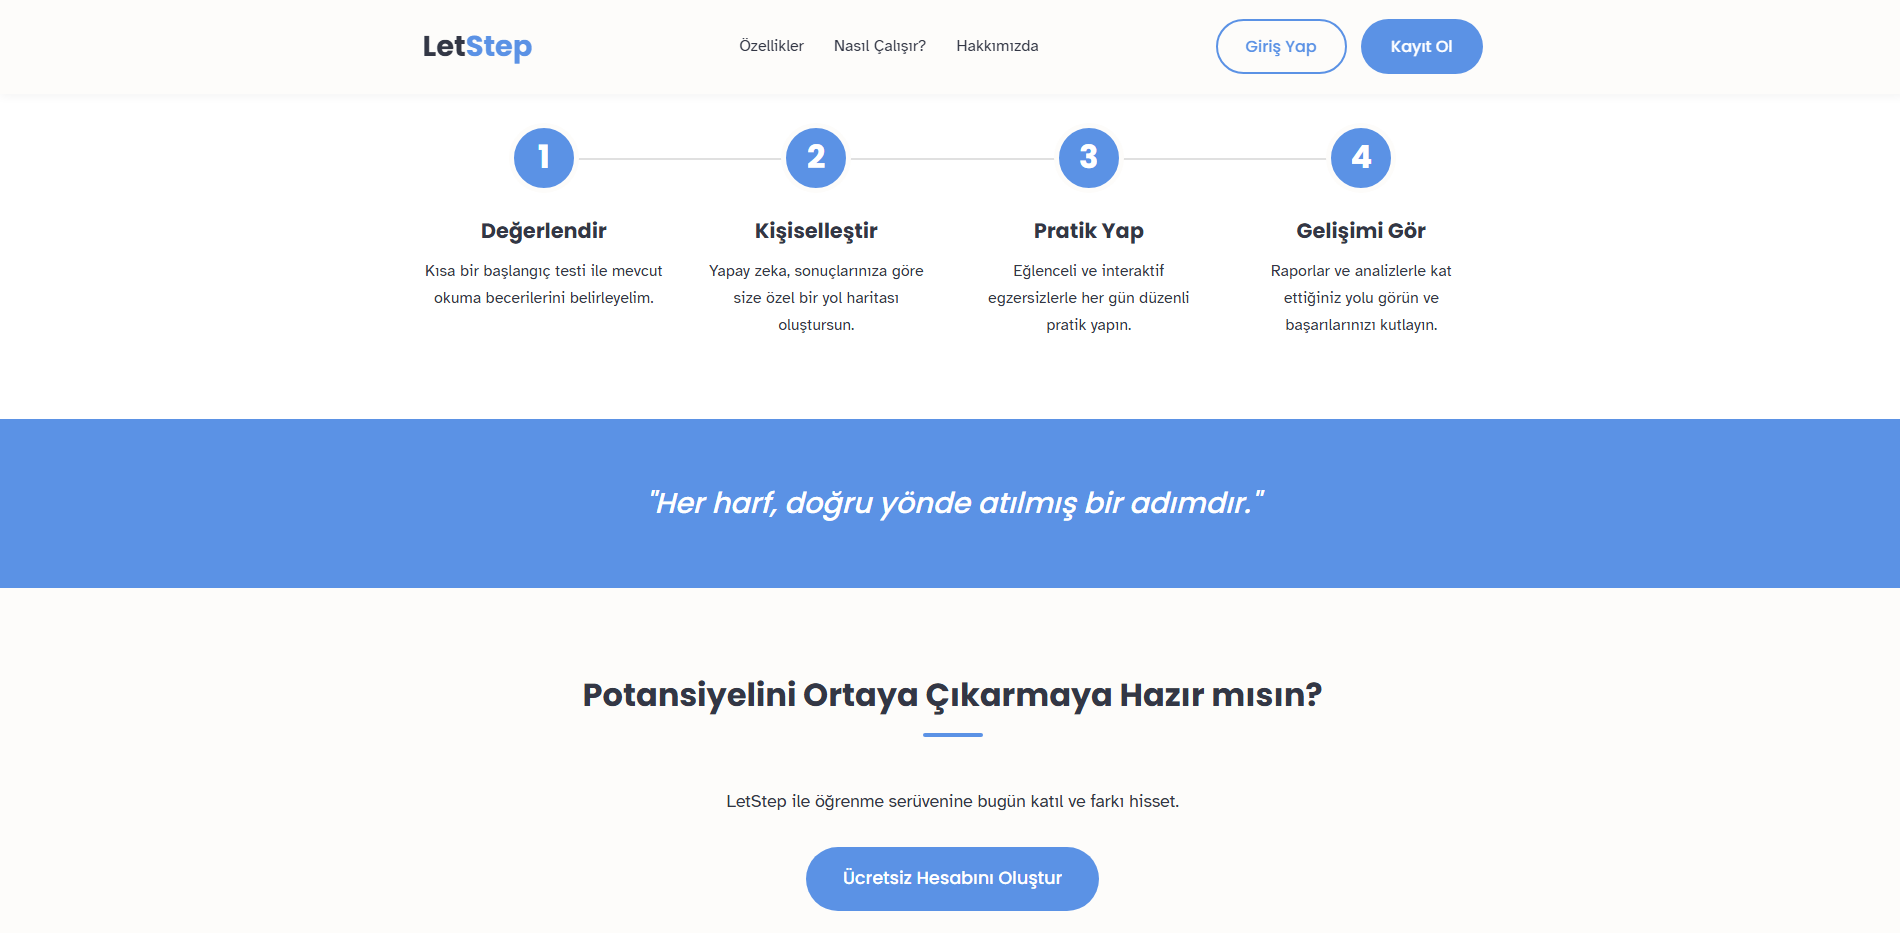 LetStep
Özellikler
Nasıl Çalışır?
Hakkımızda
Giriş Yap
Kayıt Ol
1
2
3
4
Değerlendir
Kısa bir başlangıç testi ile mevcut
okuma becerilerini belirleyelim.
Kişiselleştir
Yapay zeka, sonuçlarınıza göre
size özel bir yol haritası
oluştursun.
Pratik Yap
Eğlenceli ve interaktif
egzersizlerle her gün düzenli
pratik yapın.
Gelişimi Gör
Raporlar ve analizlerle kat
ettiğiniz yolu görün ve
başarılarınızı kutlayın.
"Her harf, doğru yönde atılmış bir adımdır."
Potansiyelini Ortaya Çıkarmaya Hazır mısın?
LetStep ile öğrenme serüvenine bugün katıl ve farkı hisset.
Ücretsiz Hesabını Oluştur